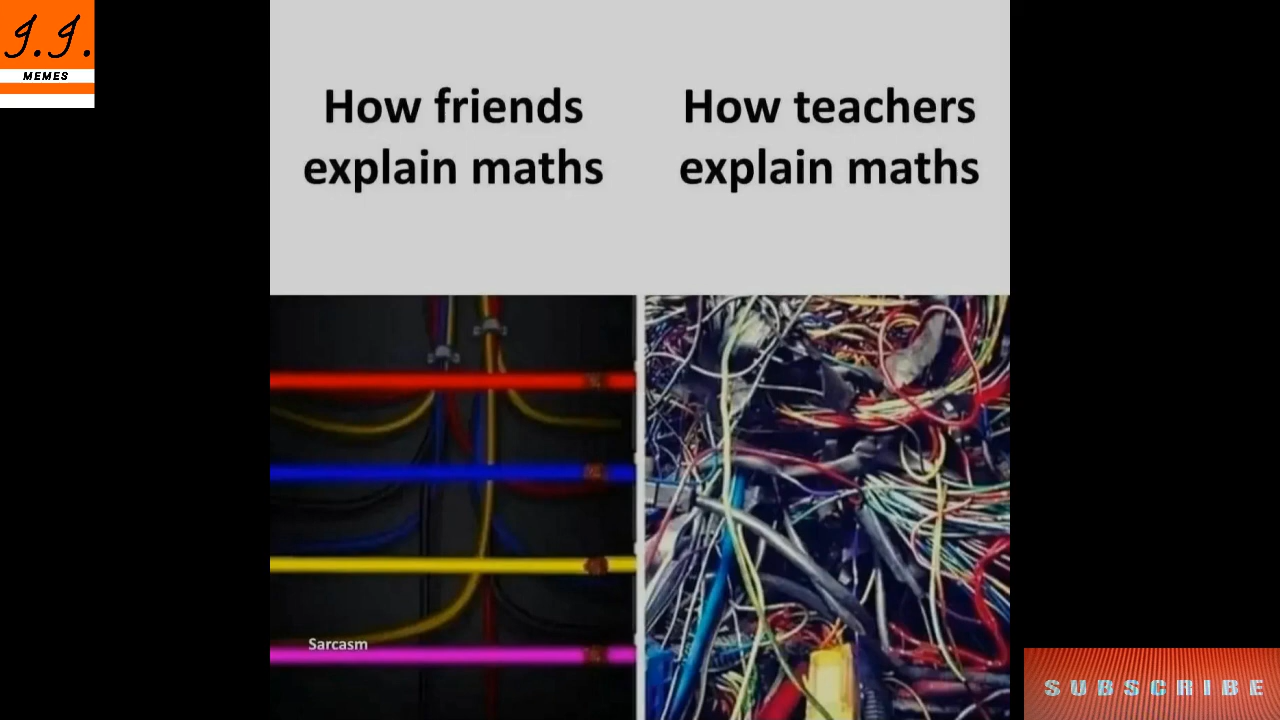 J.J.
MEMES
How friends
explain maths
How teachers
explain maths
Sarcasm
SUBSCRIBE